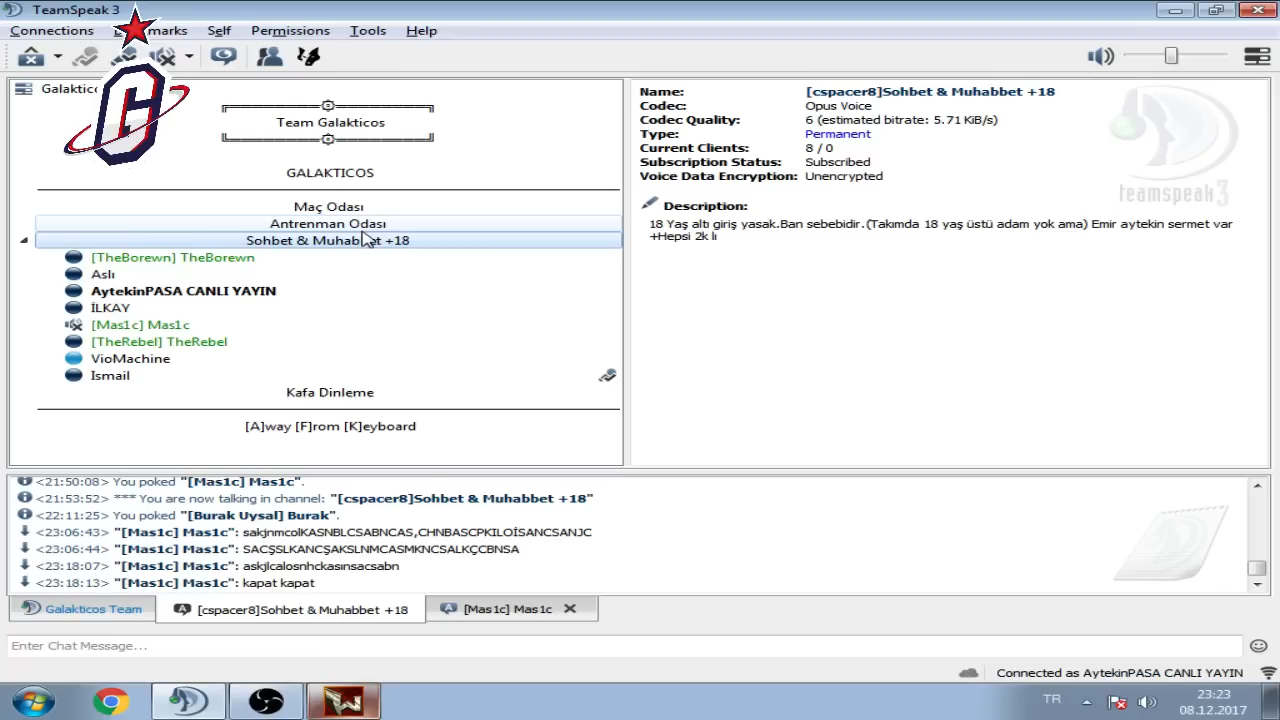 TeamSpeak 3
Connections
marks
Self
Permissions
Tools
Help
Team Galakticos
GALAKTICOS
Maç Odası
Antrenman Odası
Sohbet & Muhabbet +18
[TheBorewn] TheBorewn
Aslı
AytekinPASA CANLI YAYIN
İLKAY
[Mas1c] Mas1c
[TheRebel] TheRebel
VioMachine
Ismail
Kafa Dinleme
[A]way [F]rom [K]eyboard
Name: [cspacer8]Sohbet & Muhabbet +18
Codec: Opus Voice
Codec Quality: 6 (estimated bitrate: 5.71 KiB/s)
Type: Permanent
Current Clients: 8 / 0
Subscription Status: Subscribed
Voice Data Encryption: Unencrypted
teamspeak3
Description:
18 Yaş altı giriş yasak.Ban sebebidir.(Takımda 18 yaş üstü adam yok ama) Emir aytekin sermet var
+Hepsi 2k lı
<21:50:08> You poked "[Mas1c] Mas1c".
<21:53:52> *** You are now talking in channel: "[cspacer8]Sohbet & Muhabbet +18"
<22:11:25> You poked "[Burak Uysal] Burak".
<23:06:43> "[Mas1c] Mas1c": sakjnmcolKASNBLCSABNCAS,CHNBASCPKILOİSANCSANJC
<23:06:44> "[Mas1c] Mas1c": SACŞSLKANCŞAKSLNMCASMKNCSALKÇCBNSA
<23:18:07> "[Mas1c] Mas1c": askjlcalosnhckasınsacsabn
<23:18:13> "[Mas1c] Mas1c": kapat kapat
Galakticos Team
[cspacer8]Sohbet & Muhabbet +18
[Mas1c] Mas1c
Enter Chat Message...
Connected as AytekinPASA CANLI YAYIN
TR
23:23
08.12.2017